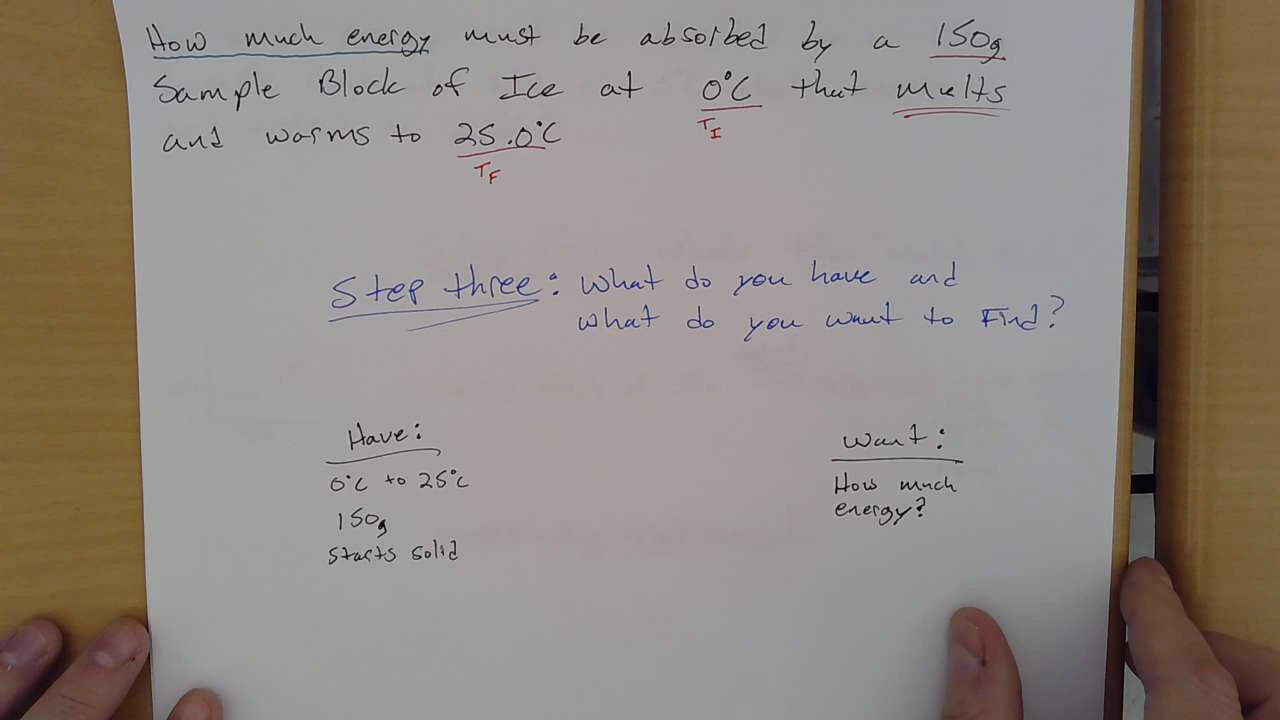 How much energy must be absorbed by a 150g
Sample Block of Ice at 0°C that melts
T_I
and warms to 25.0°C
T_F
Step three: What do you have and
what do you want to Find?
Have:
0°C to 25°C
150g
Starts solid
Want:
How much
energy?